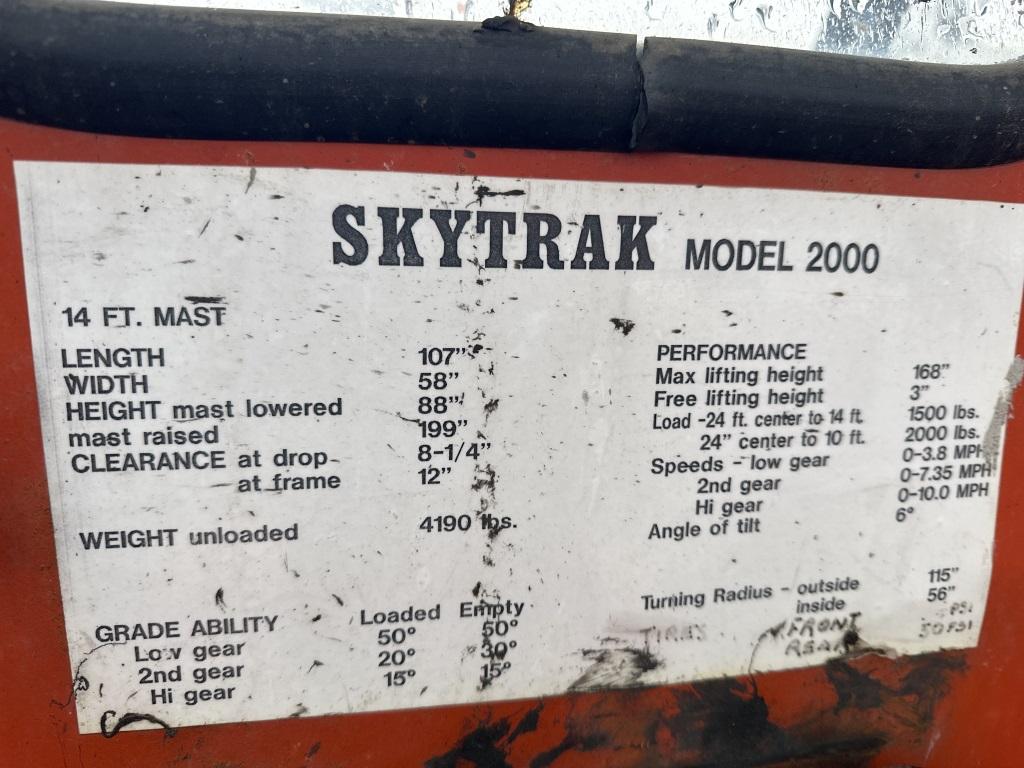 SKYTRAK MODEL 2000
14 FT. MAST
LENGTH 107"
WIDTH 58"
HEIGHT mast lowered 88"
mast raised 199"
CLEARANCE at drop 8-1/4"
at frame 12"
WEIGHT unloaded 4190 lbs.
GRADE ABILITY Loaded Empty
Low gear 50° 50°
2nd gear 20° 30°
Hi gear 15° 15°
PERFORMANCE
Max lifting height 168"
Free lifting height 3"
Load -24 ft. center to 14 ft. 1500 lbs.
24" center to 10 ft. 2000 lbs.
Speeds - low gear 0-3.8 MPH
2nd gear 0-7.35 MPH
Hi gear 0-10.0 MPH
Angle of tilt 6°
Turning Radius - outside 115"
inside 56"
TIRES FRONT PSI
REAR 50 PSI